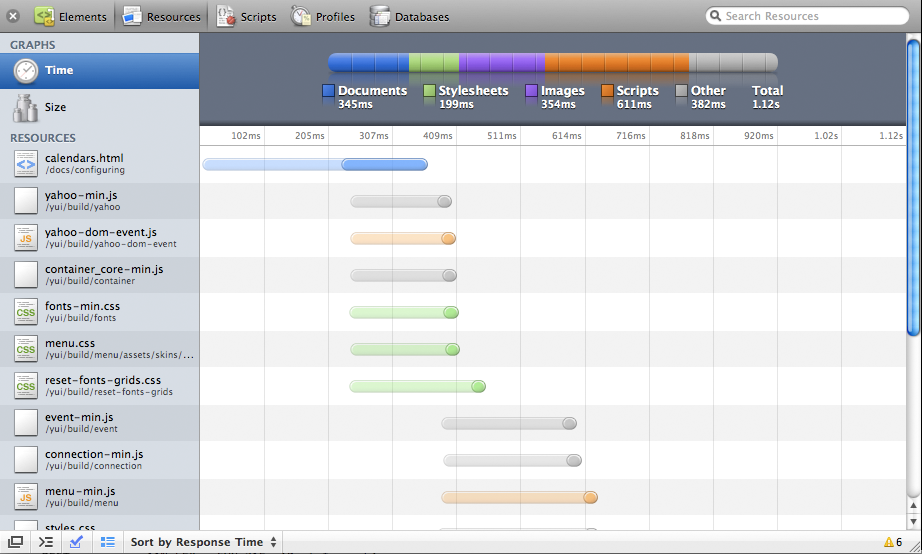 Elements Resources Scripts Profiles Databases Search Resources
GRAPHS
Time
Size
Documents Stylesheets Images Scripts Other Total
345ms 199ms 354ms 611ms 382ms 1.12s
RESOURCES
102ms 205ms 307ms 409ms 511ms 614ms 716ms 818ms 920ms 1.02s 1.12s
calendars.html
/docs/configuring
yahoo-min.js
/yui/build/yahoo
JS
yahoo-dom-event.js
/yui/build/yahoo-dom-event
container_core-min.js
/yui/build/container
CSS
fonts-min.css
/yui/build/fonts
CSS
menu.css
/yui/build/menu/assets/skins/...
CSS
reset-fonts-grids.css
/yui/build/reset-fonts-grids
event-min.js
/yui/build/event
connection-min.js
/yui/build/connection
JS
menu-min.js
/yui/build/menu
styles.css
Sort by Response Time 6